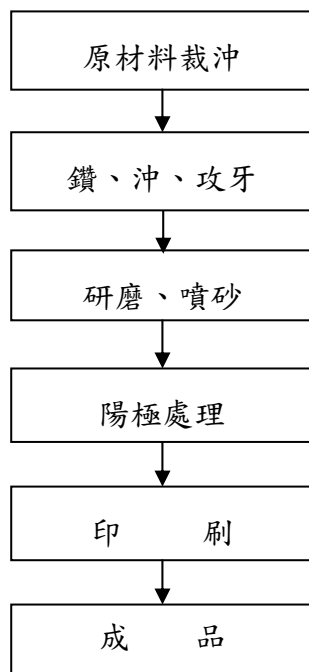 原材料裁沖
鑽、沖、攻牙
研磨、噴砂
陽極處理
印　　刷
成　　品